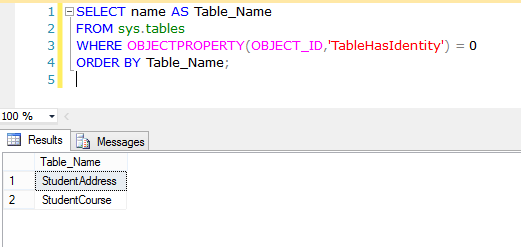 1 SELECT name AS Table_Name
2 FROM sys.tables
3 WHERE OBJECTPROPERTY(OBJECT_ID,'TableHasIdentity') = 0
4 ORDER BY Table_Name;
5
100 %
Results Messages
Table_Name
1 StudentAddress
2 StudentCourse